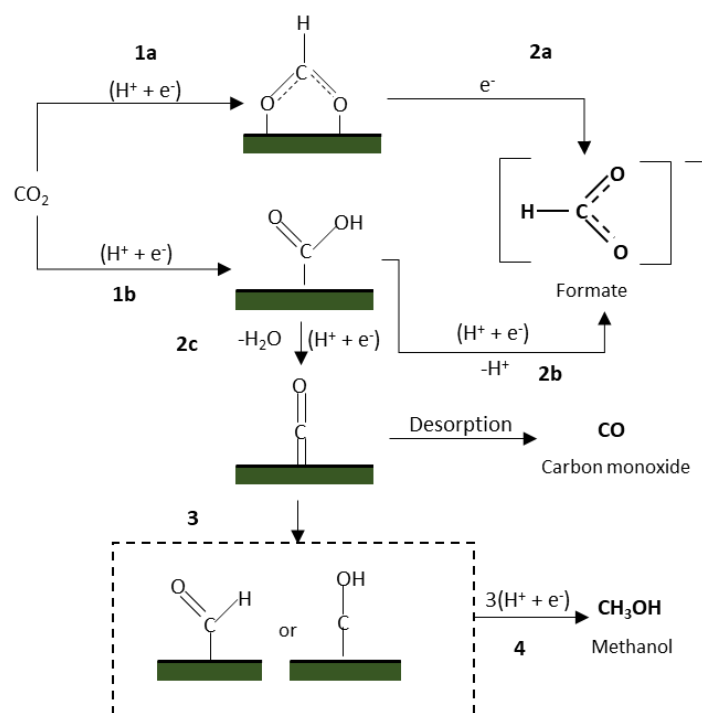 H
1a
2a
(H⁺ + e⁻)
C
e⁻
O O
O
CO₂
H C
O
O OH
(H⁺ + e⁻)
C
Formate
1b
(H⁺ + e⁻)
2c
-H₂O (H⁺ + e⁻)
-H⁺ 2b
O
Desorption
CO
C
Carbon monoxide
3
OH
O
H
3(H⁺ + e⁻)
CH₃OH
C
or
C
4
Methanol